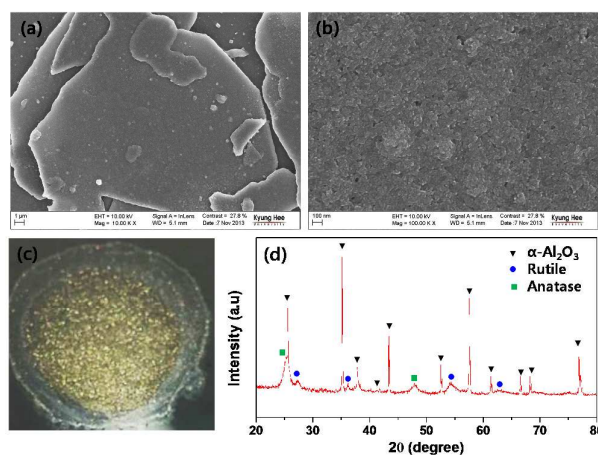 (a)
1 μm
EHT = 10.00 kV
Signal A = InLens
Contrast = 27.8 %
Kyung Hee
Mag = 10.00 K X
WD = 5.1 mm
Date :7 Nov 2013
(b)
100 nm
EHT = 10.00 kV
Signal A = InLens
Contrast = 27.8 %
Kyung Hee
Mag = 100.00 K X
WD = 5.1 mm
Date :7 Nov 2013
(c)
(d)
α-Al₂O₃
Rutile
Anatase
Intensity (a.u)
20 30 40 50 60 70 80
2θ (degree)